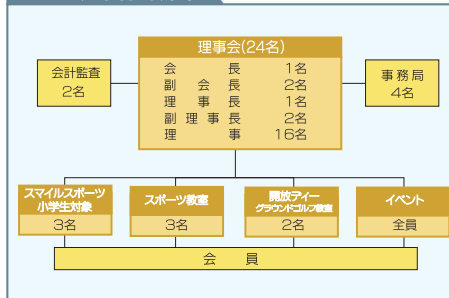 理事会(24名)
会長 1名
副会長 2名
理事長 1名
副理事長 2名
理事 16名
会計監査
2名
事務局
4名
スマイルスポーツ
小学生対象
3名
スポーツ教室
3名
開放ティー
グラウンドゴルフ教室
2名
イベント
全員
会員